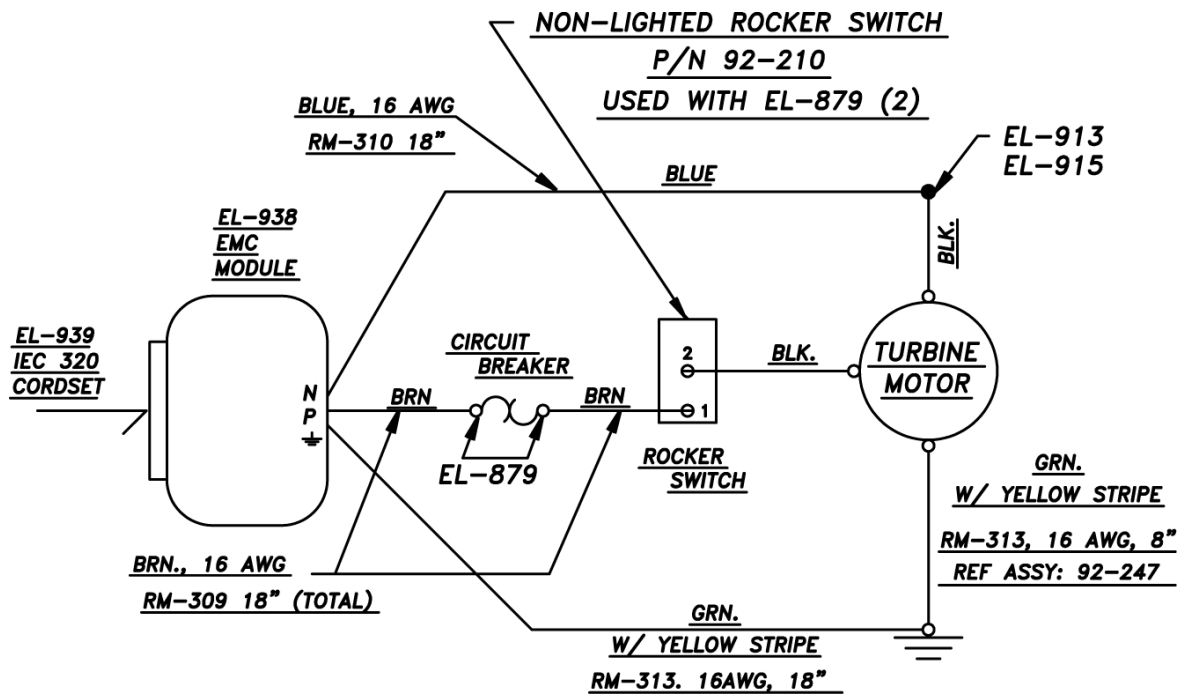 NON-LIGHTED ROCKER SWITCH
P/N 92-210
USED WITH EL-879 (2)
BLUE, 16 AWG
RM-310 18"
EL-913
EL-915
BLUE
BLK.
EL-938
EMC
MODULE
EL-939
IEC 320
CORDSET
N
P
CIRCUIT
BREAKER
BRN
BRN
EL-879
2
1
BLK.
ROCKER
SWITCH
TURBINE
MOTOR
GRN.
W/ YELLOW STRIPE
RM-313, 16 AWG, 8"
REF ASSY: 92-247
BRN., 16 AWG
RM-309 18" (TOTAL)
GRN.
W/ YELLOW STRIPE
RM-313. 16AWG, 18"